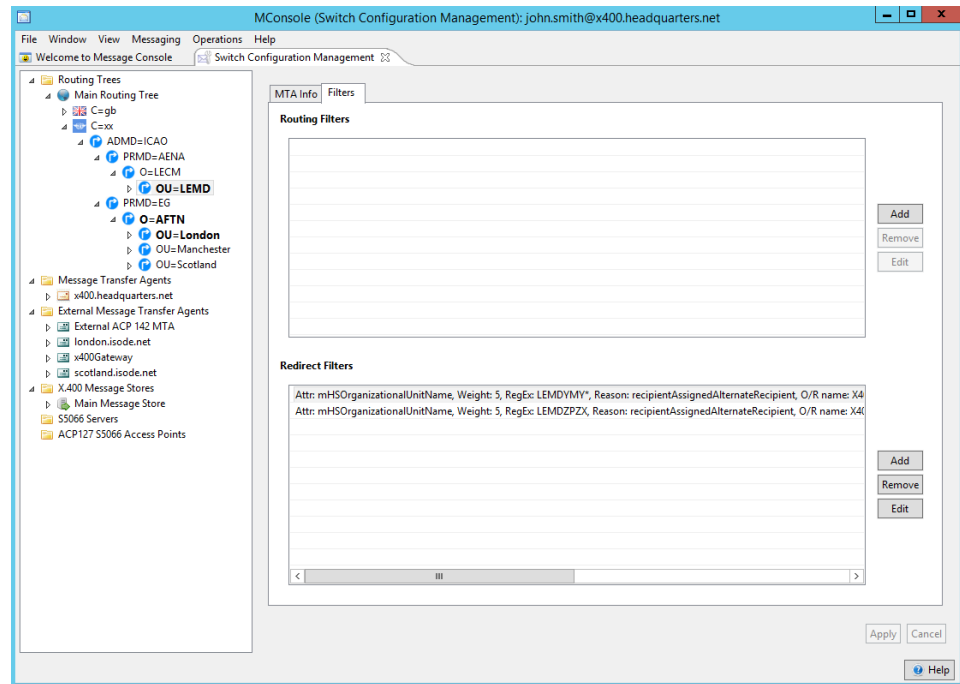 MConsole (Switch Configuration Management): john.smith@x400.headquarters.net
File Window View Messaging Operations Help
Welcome to Message Console
Switch Configuration Management
Routing Trees
Main Routing Tree
C=gb
C=xx
ADMD=ICAO
PRMD=AENA
O=LECM
OU=LEMD
PRMD=EG
O=AFTN
OU=London
OU=Manchester
OU=Scotland
Message Transfer Agents
x400.headquarters.net
External Message Transfer Agents
External ACP 142 MTA
london.isode.net
x400Gateway
scotland.isode.net
X.400 Message Stores
Main Message Store
S5066 Servers
ACP127 S5066 Access Points
MTA Info
Filters
Routing Filters
Add
Remove
Edit
Redirect Filters
Attr: mHSOrganizationalUnitName, Weight: 5, RegEx: LEMDYMY*, Reason: recipientAssignedAlternateRecipient, O/R name: X4
Attr: mHSOrganizationalUnitName, Weight: 5, RegEx: LEMDZPZX, Reason: recipientAssignedAlternateRecipient, O/R name: X4
Add
Remove
Edit
Apply
Cancel
Help